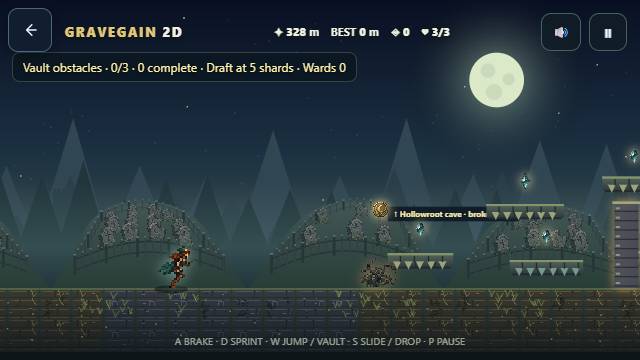 GRAVEGAIN 2D
328 m BEST 0 m 0 3/3
Vault obstacles · 0/3 · 0 complete · Draft at 5 shards · Wards 0
↑ Hollowroot cave · brok
A BRAKE · D SPRINT · W JUMP / VAULT · S SLIDE / DROP · P PAUSE